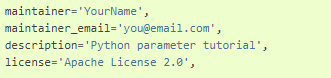 maintainer='YourName',
maintainer_email='you@email.com',
description='Python parameter tutorial',
license='Apache License 2.0',